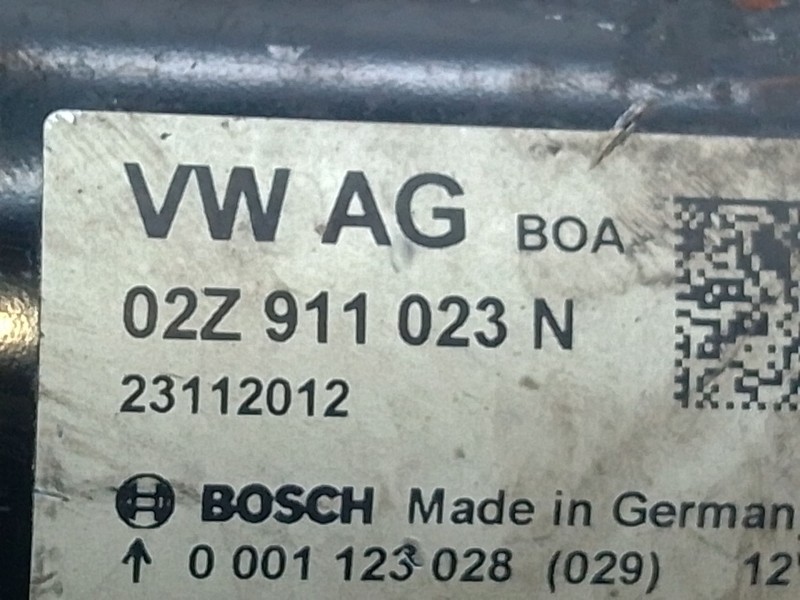 VW AG BOA
02Z 911 023 N
23112012
BOSCH Made in German
0 001 123 028 (029) 12